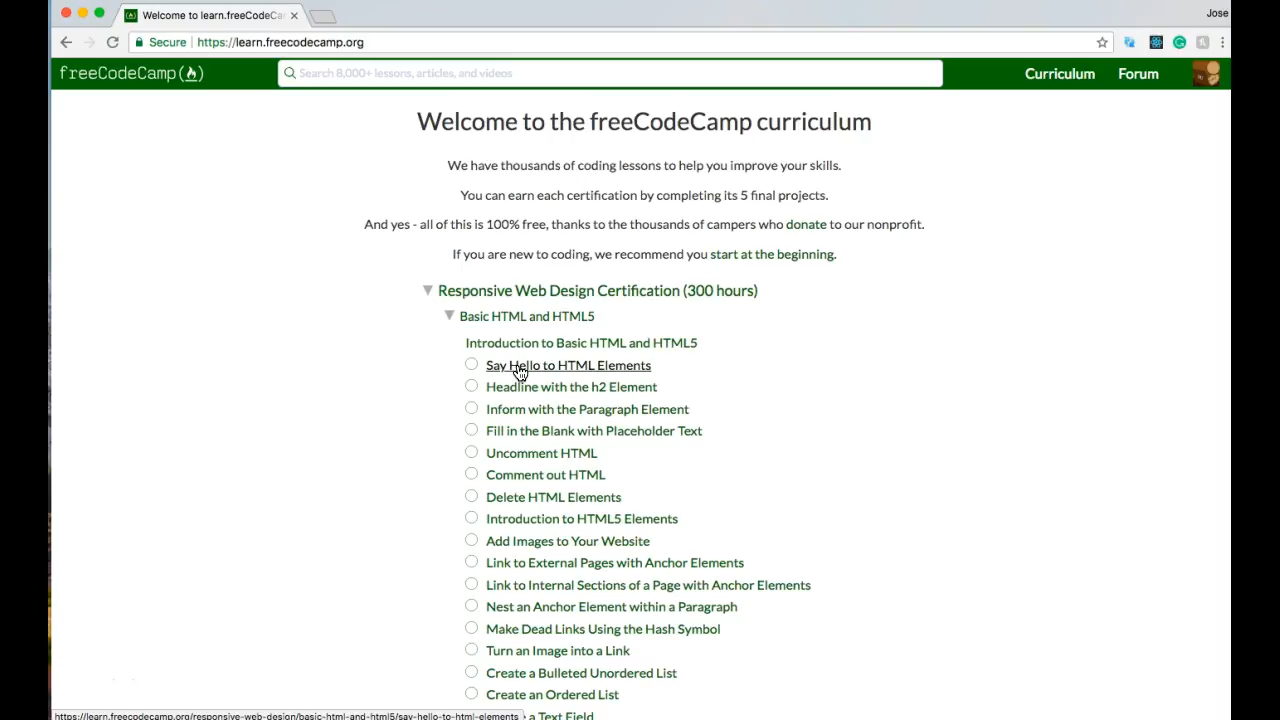 Welcome to learn.freeCodeCa
Jose
Secure https://learn.freecodecamp.org
freeCodeCamp
Search 8,000+ lessons, articles, and videos
Curriculum
Forum
Welcome to the freeCodeCamp curriculum
We have thousands of coding lessons to help you improve your skills.
You can earn each certification by completing its 5 final projects.
And yes - all of this is 100% free, thanks to the thousands of campers who donate to our nonprofit.
If you are new to coding, we recommend you start at the beginning.
Responsive Web Design Certification (300 hours)
Basic HTML and HTML5
Introduction to Basic HTML and HTML5
Say Hello to HTML Elements
Headline with the h2 Element
Inform with the Paragraph Element
Fill in the Blank with Placeholder Text
Uncomment HTML
Comment out HTML
Delete HTML Elements
Introduction to HTML5 Elements
Add Images to Your Website
Link to External Pages with Anchor Elements
Link to Internal Sections of a Page with Anchor Elements
Nest an Anchor Element within a Paragraph
Make Dead Links Using the Hash Symbol
Turn an Image into a Link
Create a Bulleted Unordered List
Create an Ordered List
a Text Field
https://learn.freecodecamp.org/responsive-web-design/basic-html-and-html5/say-hello-to-html-elements